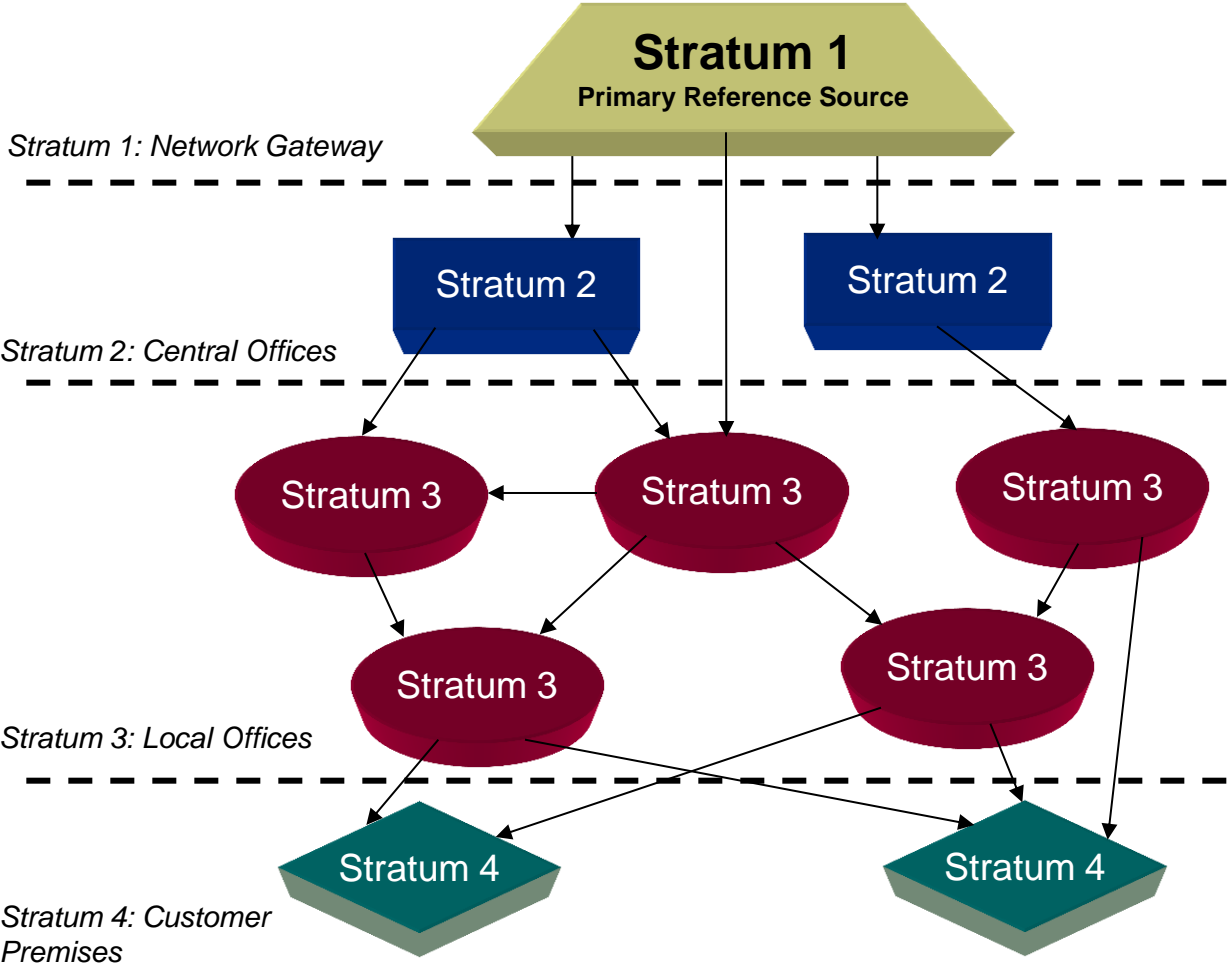 Stratum 1
Primary Reference Source
Stratum 1: Network Gateway
Stratum 2
Stratum 2
Stratum 2: Central Offices
Stratum 3
Stratum 3
Stratum 3
Stratum 3
Stratum 3
Stratum 3: Local Offices
Stratum 4
Stratum 4
Stratum 4: Customer
Premises